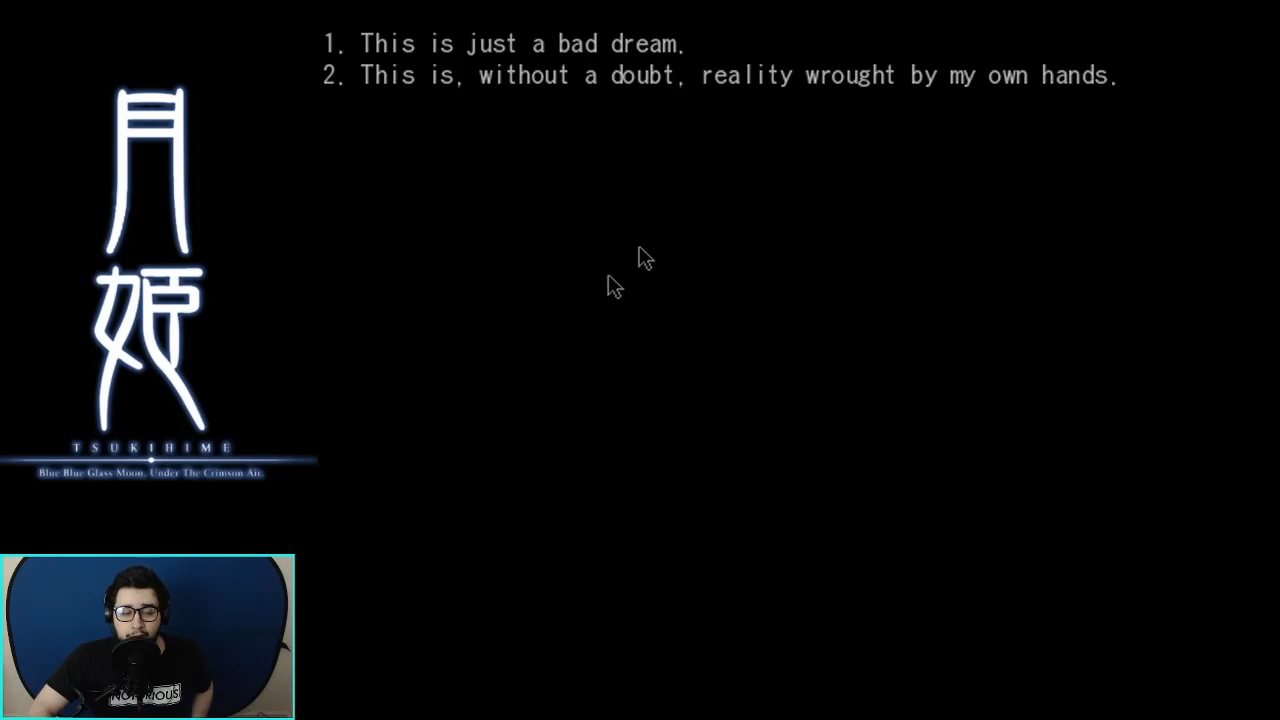 1. This is just a bad dream.
2. This is, without a doubt, reality wrought by my own hands.
月
姫
TSUKIHIME
Blue Blue Glass Moon, Under The Crimson Air.